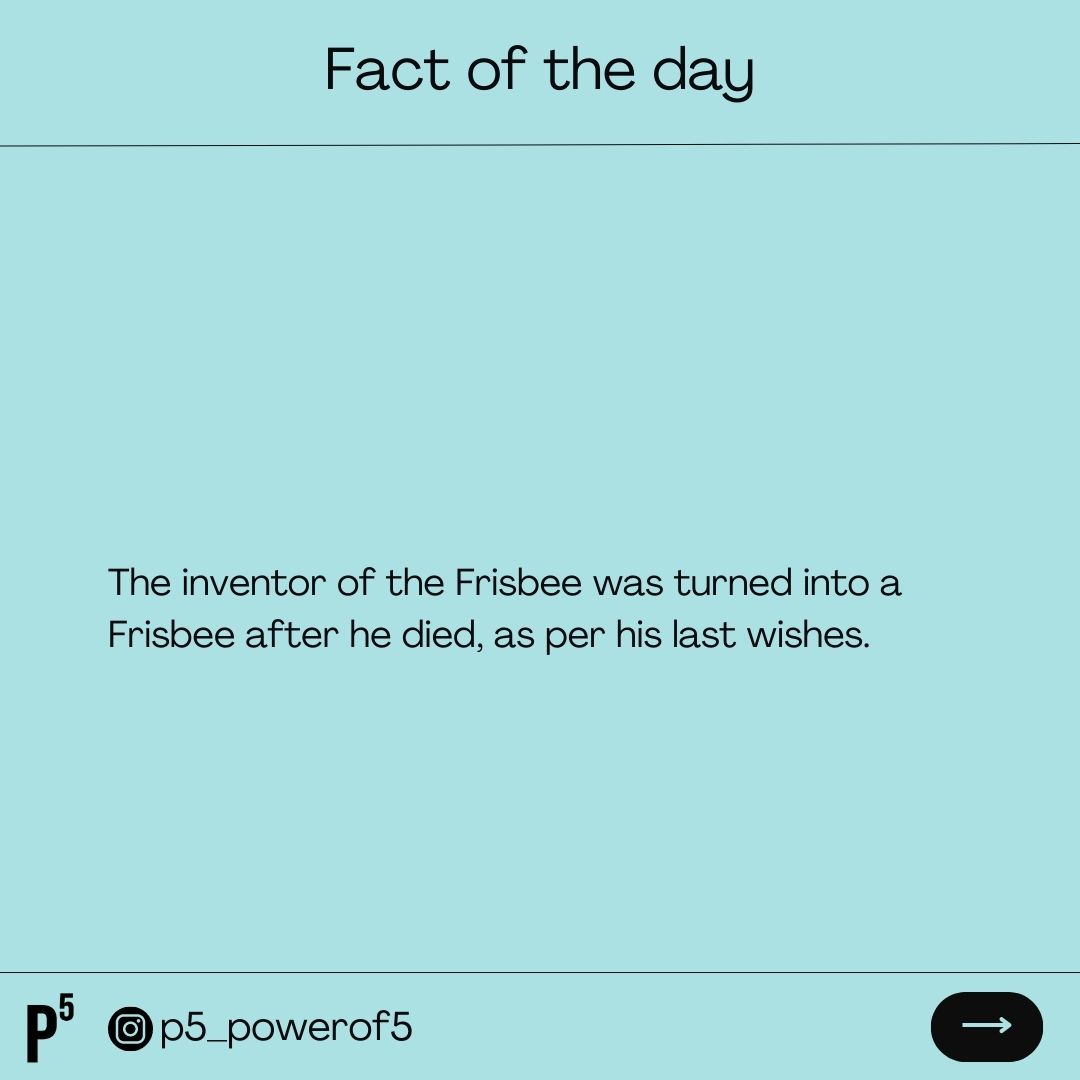 Fact of the day
The inventor of the Frisbee was turned into a
Frisbee after he died, as per his last wishes.
P⁵ p5_powerof5